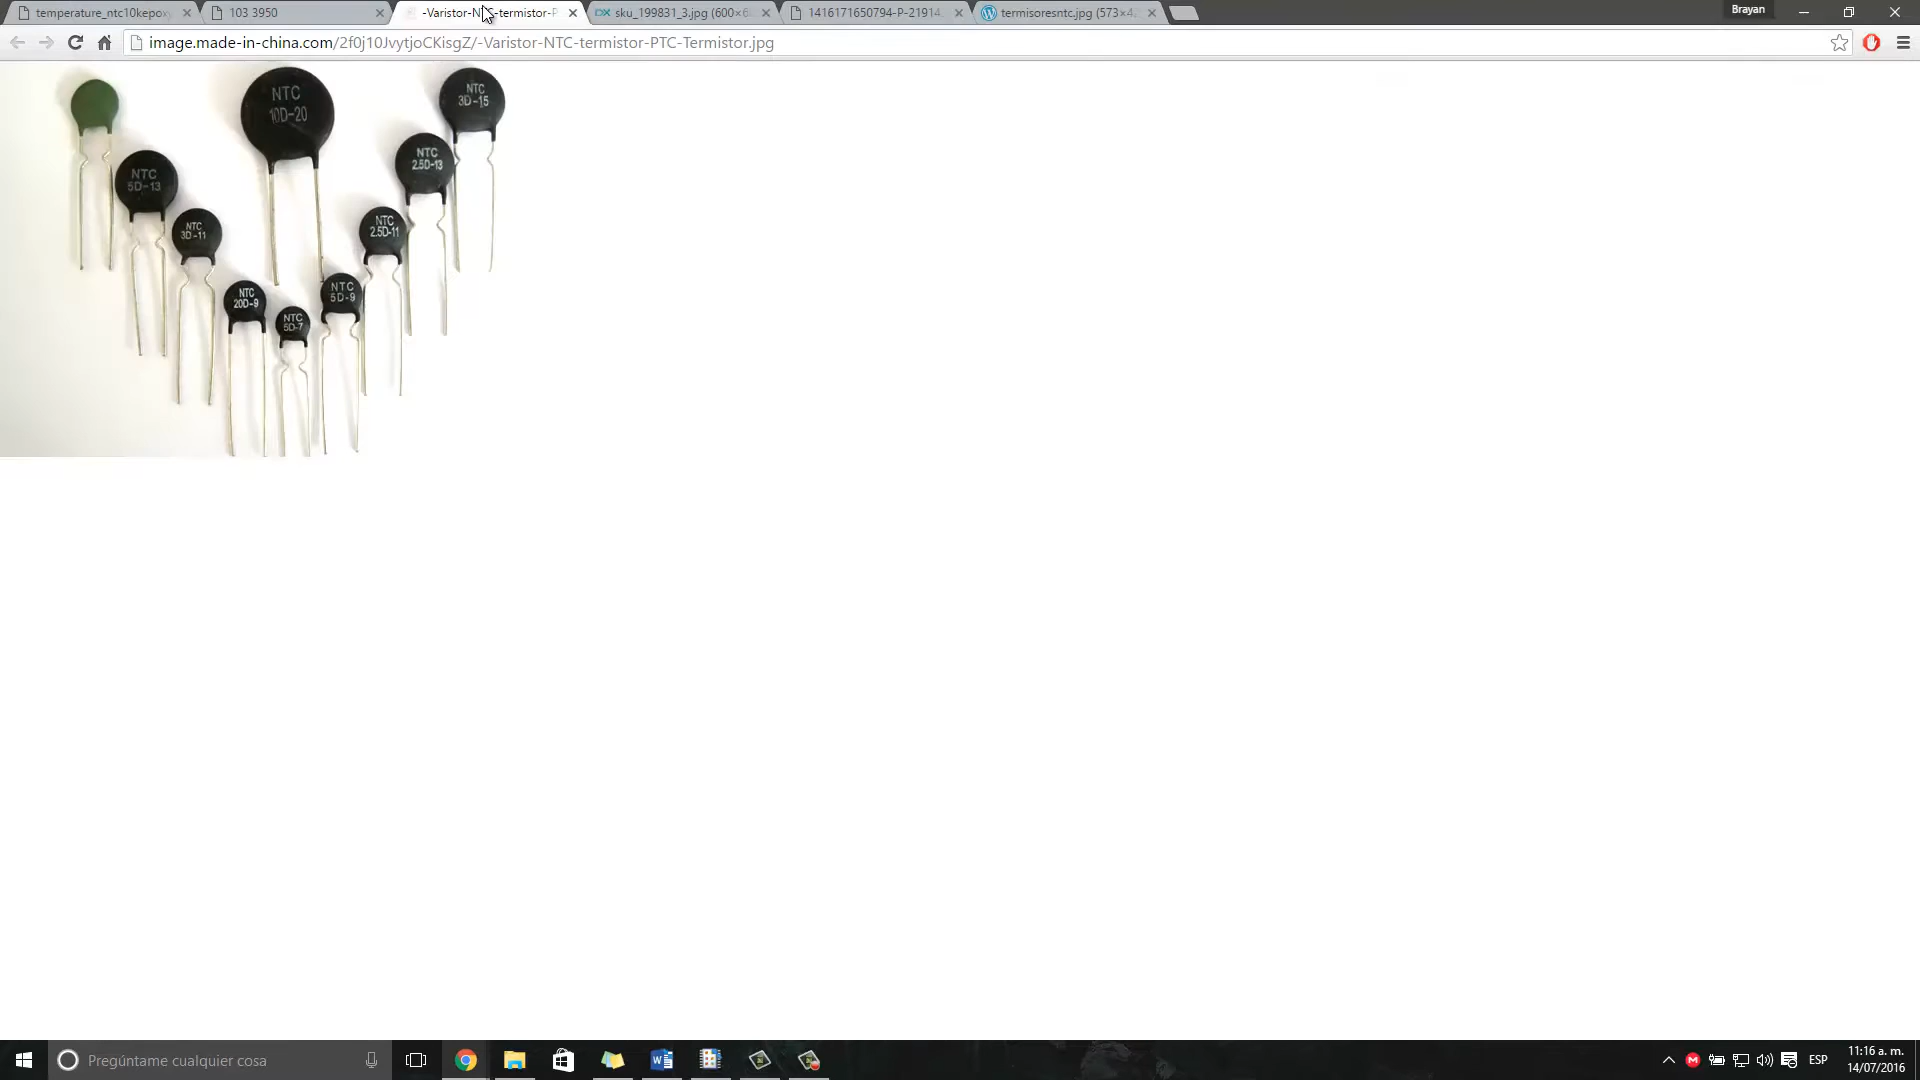 temperature_ntc10kepoxy
103 3950
-Varistor-NTC-termistor-P
DX sku_199831_3.jpg (600×6
1416171650794-P-21914
termisoresntc.jpg (573×4
Brayan
image.made-in-china.com/2f0j10JvytjoCKisgZ/-Varistor-NTC-termistor-PTC-Termistor.jpg
NTC
10D-20
NTC
3D-15
NTC
2.5D-13
NTC
5D-13
NTC
3D-11
NTC
2.5D-11
NTC
20D-9
NTC
5D-7
NTC
5D-9
Pregúntame cualquier cosa
ESP
11:16 a. m.
14/07/2016